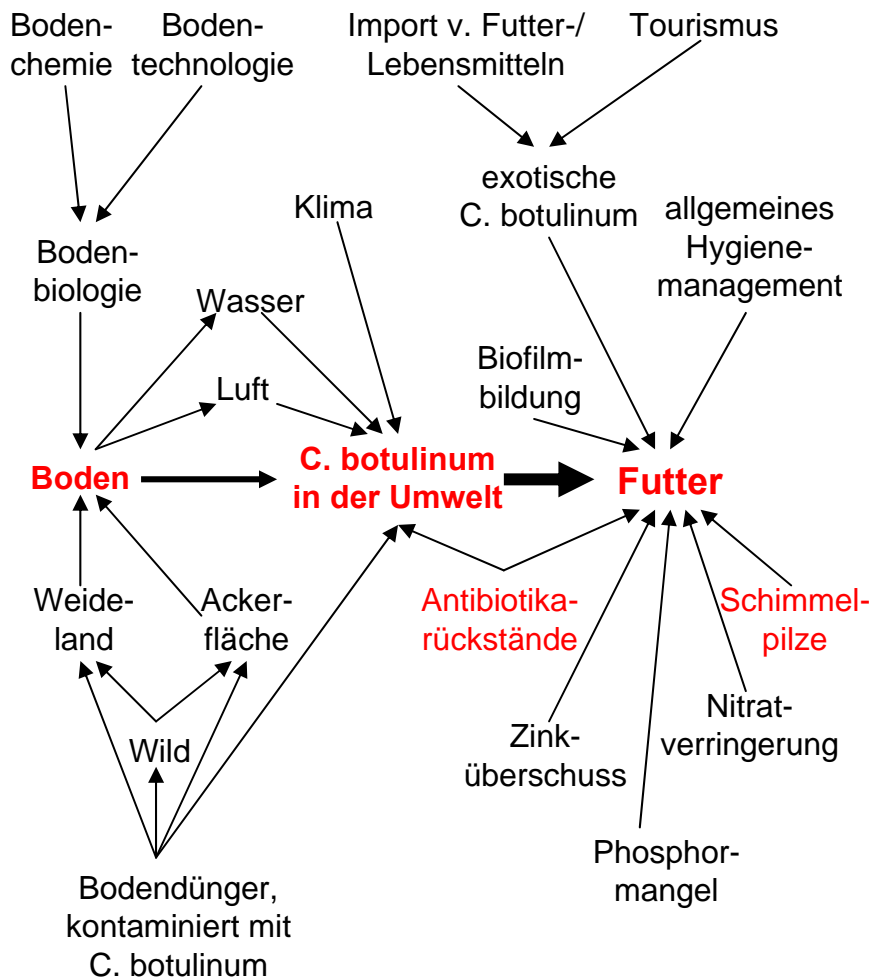 Boden-
chemie
Boden-
technologie
Import v. Futter-/
Lebensmitteln
Tourismus
exotische
C. botulinum
Klima
allgemeines
Hygiene-
management
Boden-
biologie
Wasser
Luft
Biofilm-
bildung
Boden
C. botulinum
in der Umwelt
Futter
Weide-
land
Acker-
fläche
Antibiotika-
rückstände
Schimmel-
pilze
Wild
Zink-
überschuss
Nitrat-
verringerung
Phosphor-
mangel
Bodendünger,
kontaminiert mit
C. botulinum